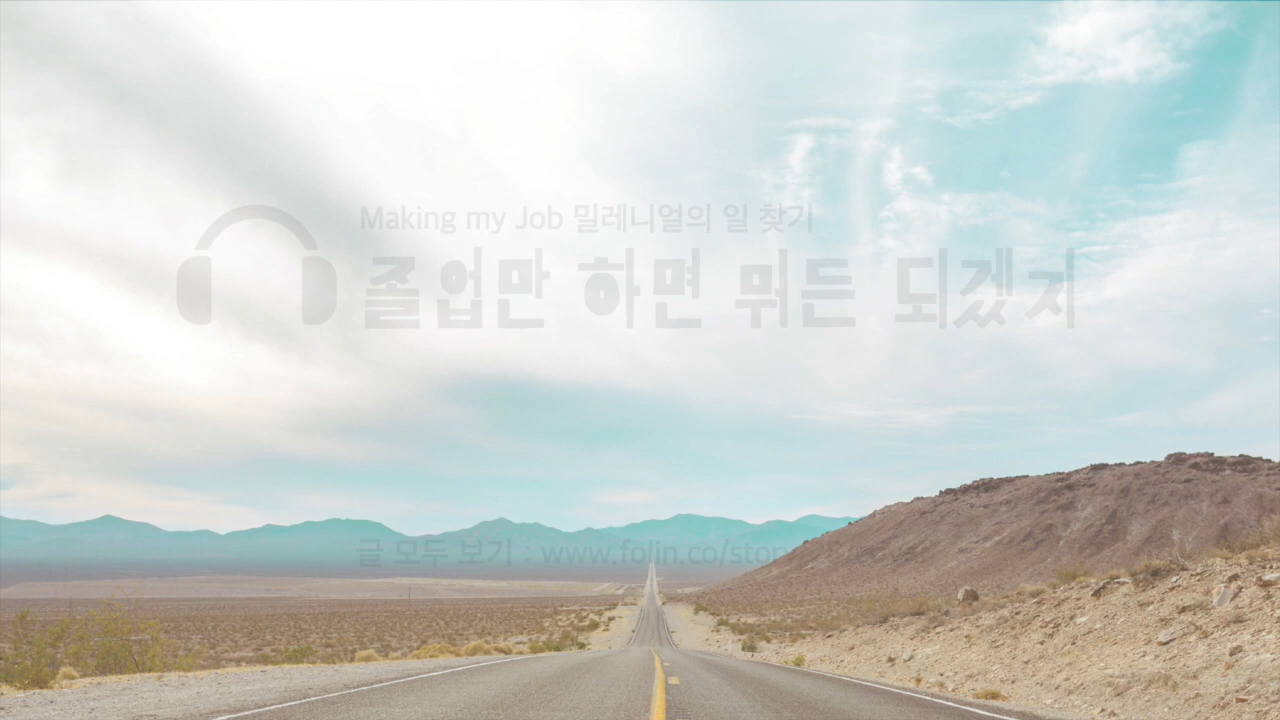 Making my Job 밀레니얼의 일 찾기
졸업만 하면 뭐든 되겠지
글 모두 보기 : www.folin.co/story